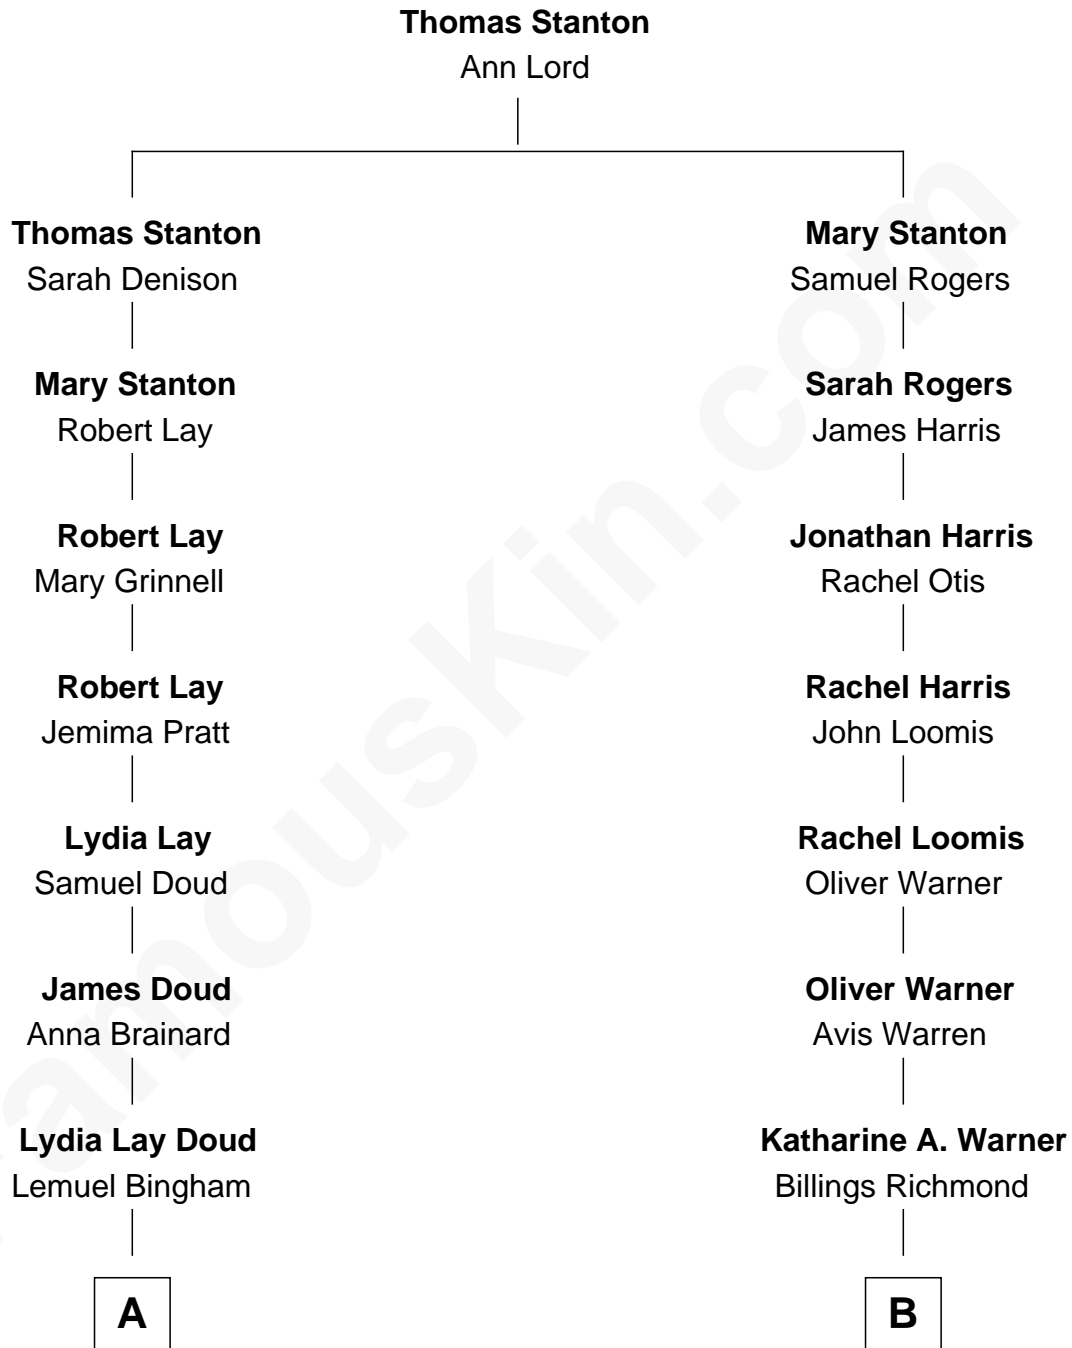 Thomas Stanton
Ann Lord
Thomas Stanton
Sarah Denison
Mary Stanton
Samuel Rogers
Mary Stanton
Robert Lay
Sarah Rogers
James Harris
Robert Lay
Mary Grinnell
Jonathan Harris
Rachel Otis
Robert Lay
Jemima Pratt
Rachel Harris
John Loomis
Lydia Lay
Samuel Doud
Rachel Loomis
Oliver Warner
James Doud
Anna Brainard
Oliver Warner
Avis Warren
Lydia Lay Doud
Lemuel Bingham
Katharine A. Warner
Billings Richmond
A
B
FamousKin.com